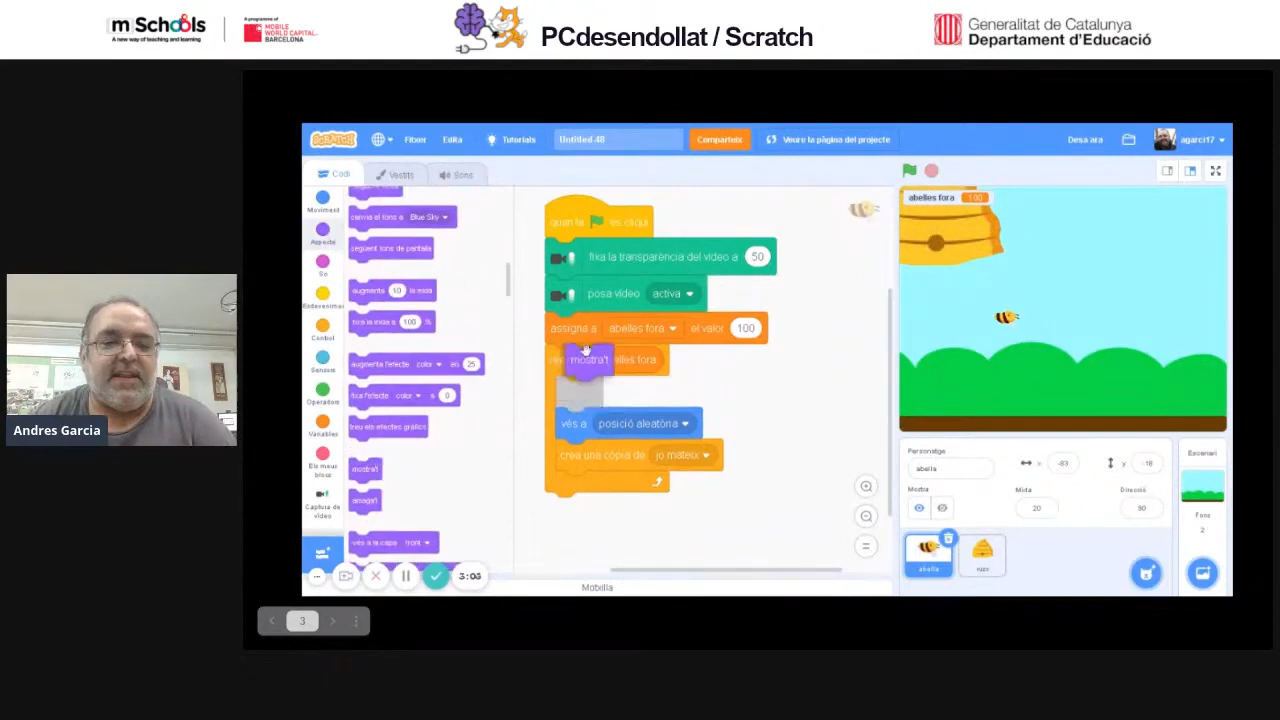 mSchools
A new way of teaching and learning
A programme of
MOBILE
WORLD CAPITAL
BARCELONA
PCdesendollat / Scratch
Generalitat de Catalunya
Departament d'Educació
SCRATCH
Fitxer
Edita
Tutorials
Untitled 48
Comparteix
Veure la pàgina del projecte
Desa ara
agarci17
Codi
Vestits
Sons
Moviment
Aspecte
So
Control
Sensors
Operadors
Variables
Els meus
blocs
Captura de
vídeo
canvia el fons a Blue Sky
següent fons de pantalla
augmenta 10 la mida
fixa la mida a 100 %
augmenta l'efecte color en 25
fixa l'efecte color a 0
treu els efectes gràfics
mostra't
amaga't
vés a la capa front
quan la es cliqui
fixa la transparència del vídeo a 50
posa vídeo activa
assigna a abelles fora el valor 100
mostra't
elles fora
vés a posició aleatòria
crea una còpia de jo mateix
Motxilla
abelles fora 100
Personatge
abella
x -83
y -18
Mostra
Mida
20
Direcció
90
abella
rusc
Escenari
Fons
2
3:03
3
Andres Garcia